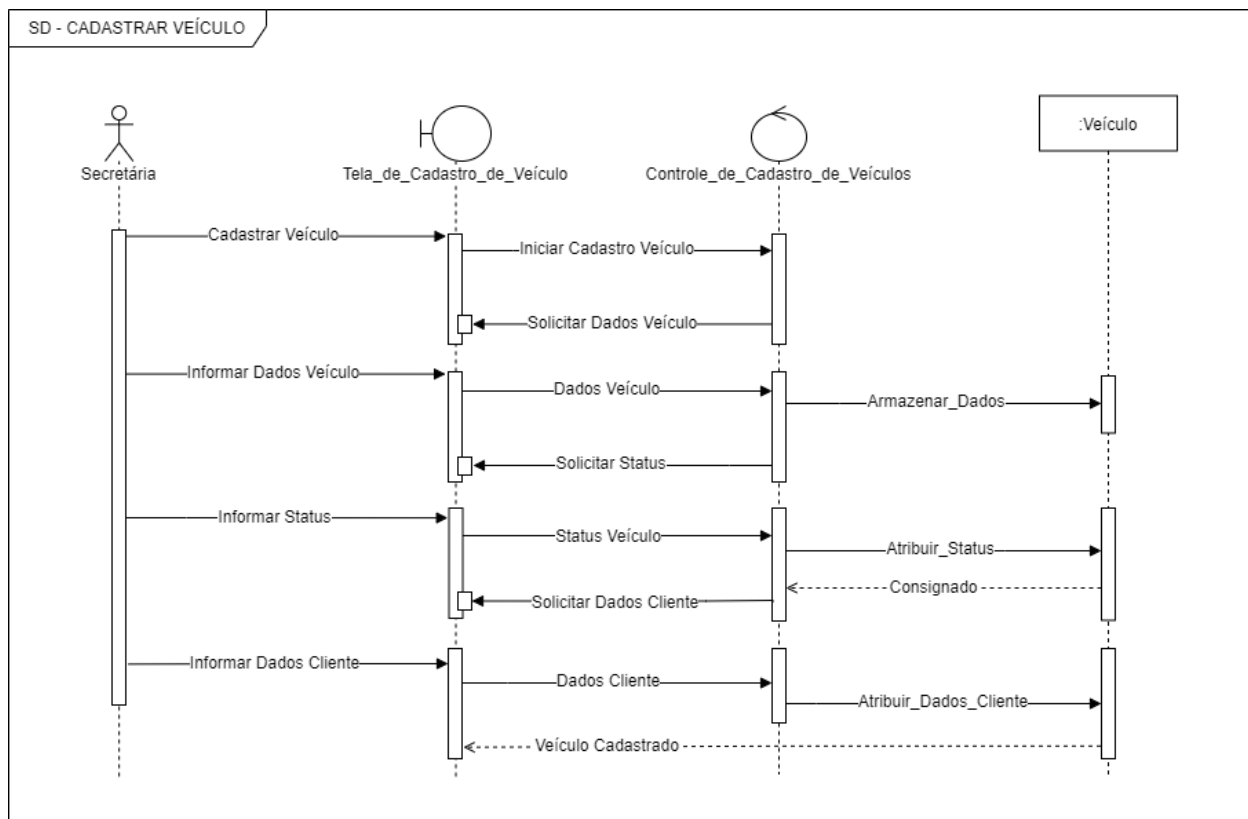 SD - CADASTRAR VEÍCULO
:Veículo
Secretária
Tela_de_Cadastro_de_Veículo
Controle_de_Cadastro_de_Veículos
Cadastrar Veículo
Iniciar Cadastro Veículo
Solicitar Dados Veículo
Informar Dados Veículo
Dados Veículo
Armazenar_Dados
Solicitar Status
Informar Status
Status Veículo
Atribuir_Status
Consignado
Solicitar Dados Cliente
Informar Dados Cliente
Dados Cliente
Atribuir_Dados_Cliente
Veículo Cadastrado